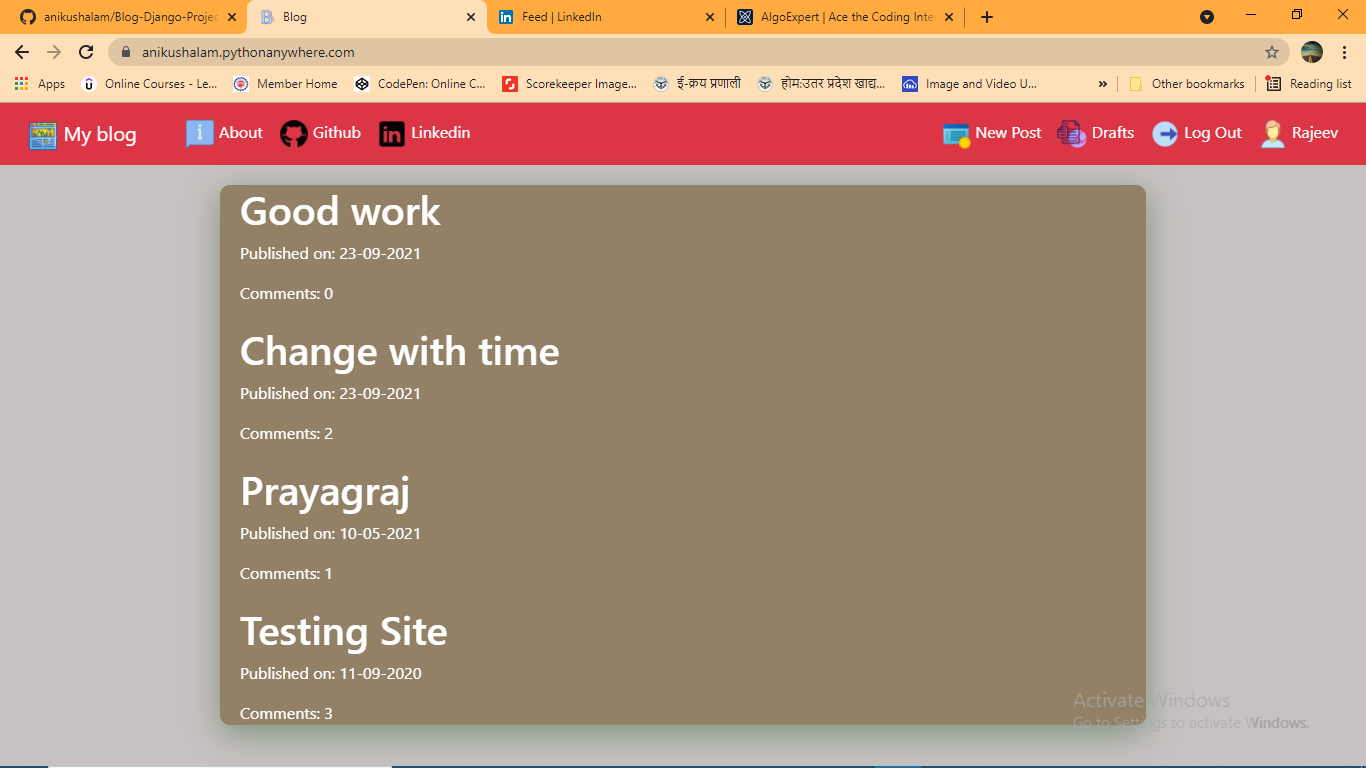 anikushalam/Blog-Django-Projec
Blog
Feed | LinkedIn
AlgoExpert | Ace the Coding Inte
anikushalam.pythonanywhere.com
Apps
Online Courses - Le...
Member Home
CodePen: Online C...
Scorekeeper Image...
ई-क्रय प्रणाली
होम:उतर प्रदेश खाद्य...
Image and Video U...
»
Other bookmarks
Reading list
My blog
About
Github
Linkedin
New Post
Drafts
Log Out
Rajeev
Good work
Published on: 23-09-2021
Comments: 0
Change with time
Published on: 23-09-2021
Comments: 2
Prayagraj
Published on: 10-05-2021
Comments: 1
Testing Site
Published on: 11-09-2020
Comments: 3
Activate Windows
Go to Settings to activate Windows.